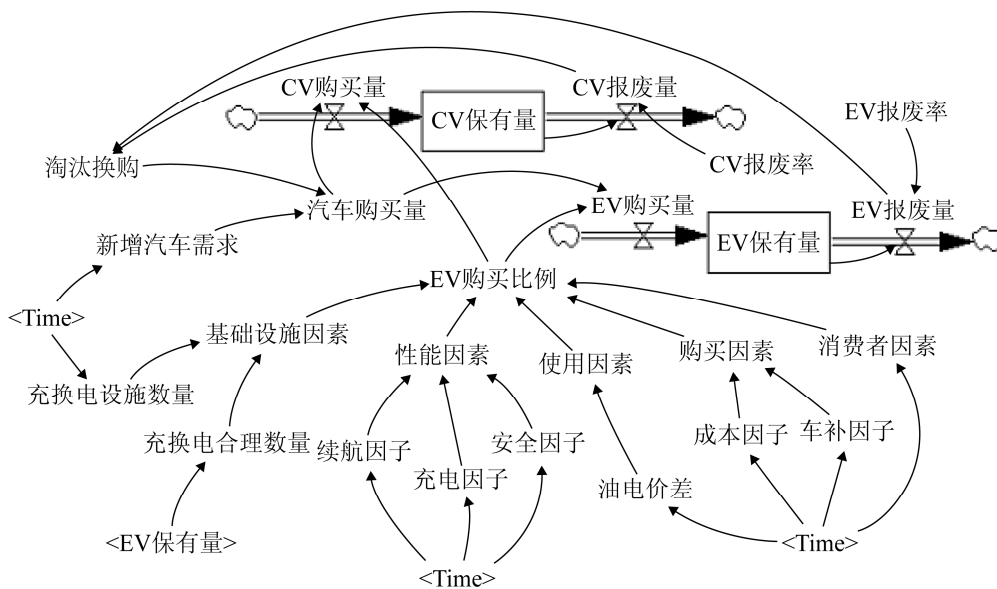 CV购买量
CV报废量
EV报废率
CV保有量
淘汰换购
CV报废率
汽车购买量
EV购买量
EV报废量
新增汽车需求
EV保有量
EV购买比例
<Time>
基础设施因素
性能因素
使用因素
购买因素
消费者因素
充换电设施数量
充换电合理数量
续航因子
安全因子
成本因子
车补因子
充电因子
油电价差
<EV保有量>
<Time>
<Time>